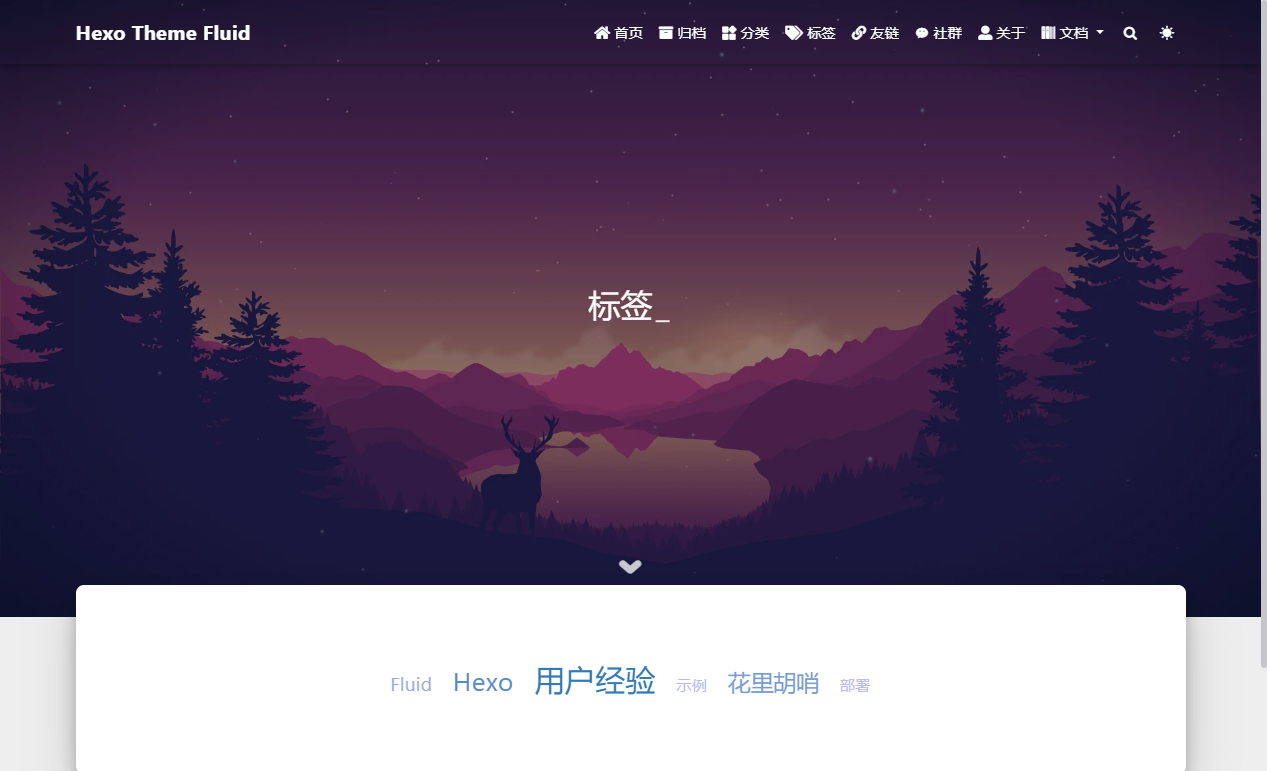 Hexo Theme Fluid 首页 归档 分类 标签 友链 社群 关于 文档
标签_
Fluid Hexo 用户经验 示例 花里胡哨 部署